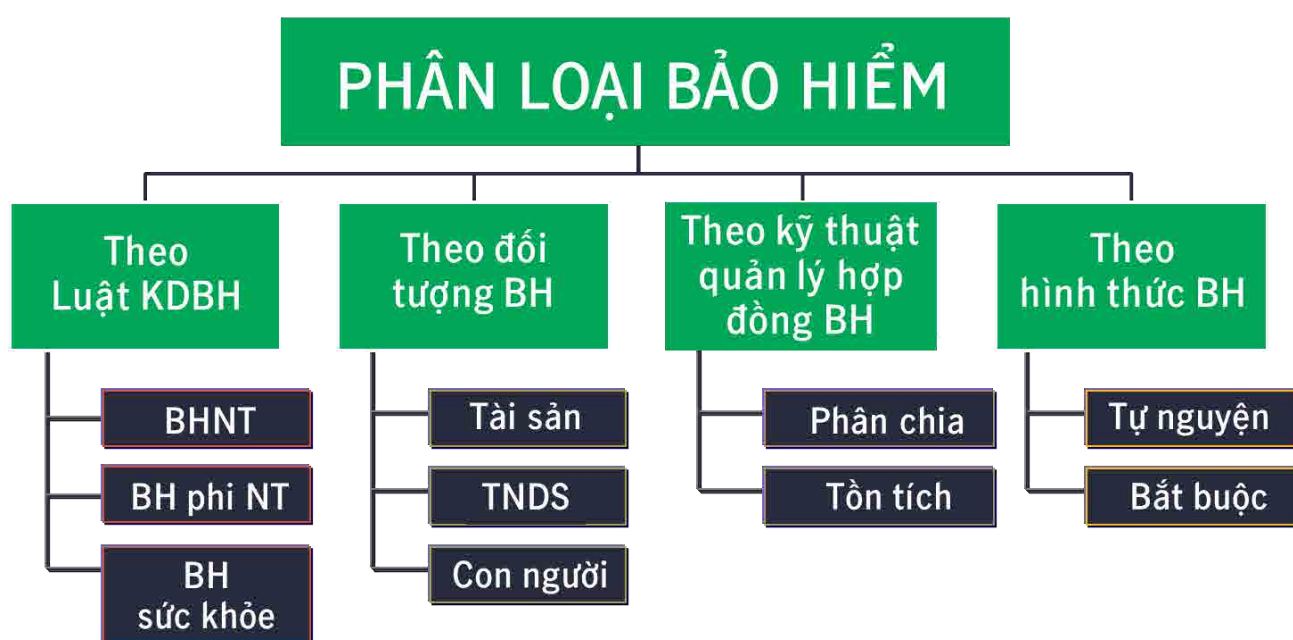 PHÂN LOẠI BẢO HIỂM
Theo
Luật KDBH
BHNT
BH phi NT
BH
sức khỏe
Theo đối
tượng BH
Tài sản
TNDS
Con người
Theo kỹ thuật
quản lý hợp
đồng BH
Phân chia
Tồn tích
Theo
hình thức BH
Tự nguyện
Bắt buộc